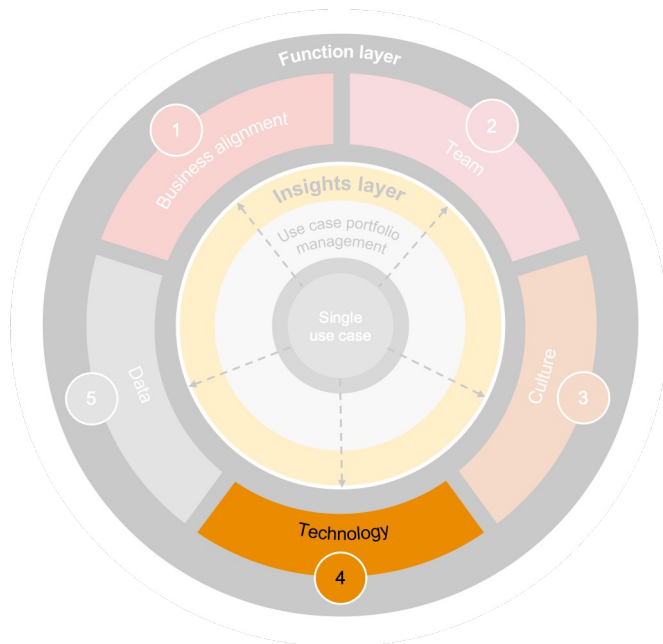 Function layer
1
Business alignment
2
Team
Insights layer
Use case portfolio
management
Single
use case
5
Data
3
Culture
Technology
4